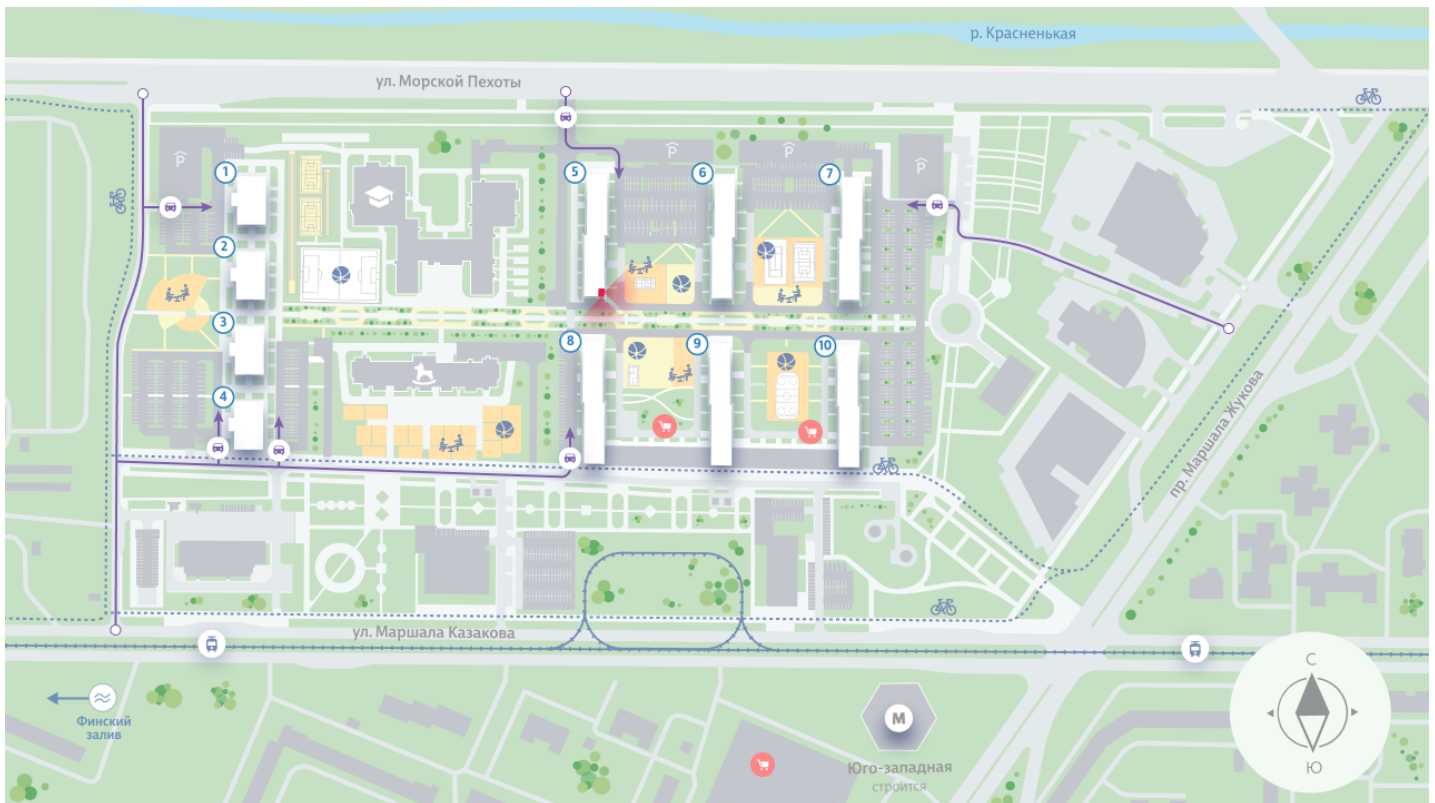 р. Красненькая
ул. Морской Пехоты
P
P
P
P
1
5
6
7
2
3
8
9
10
4
пр. Маршала Жукова
ул. Маршала Казакова
С
Финский
залив
М
Юго-западная
строится
Ю